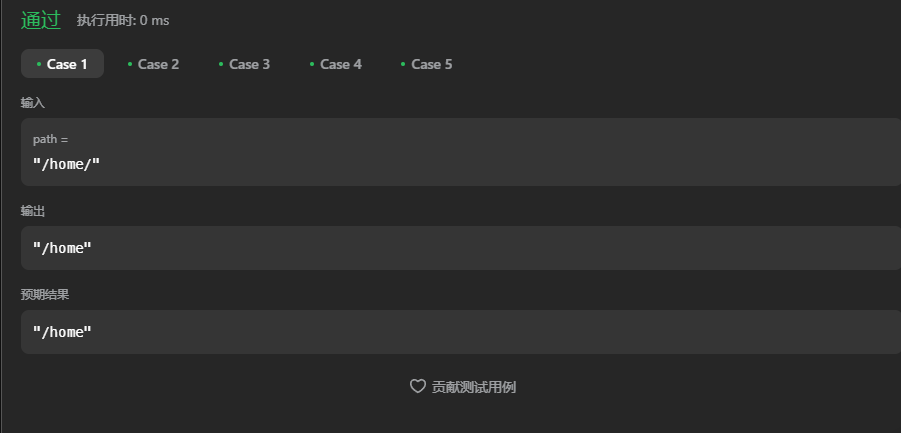 通过 执行用时: 0 ms
Case 1 Case 2 Case 3 Case 4 Case 5
输入
path =
"/home/"
输出
"/home"
预期结果
"/home"
贡献测试用例